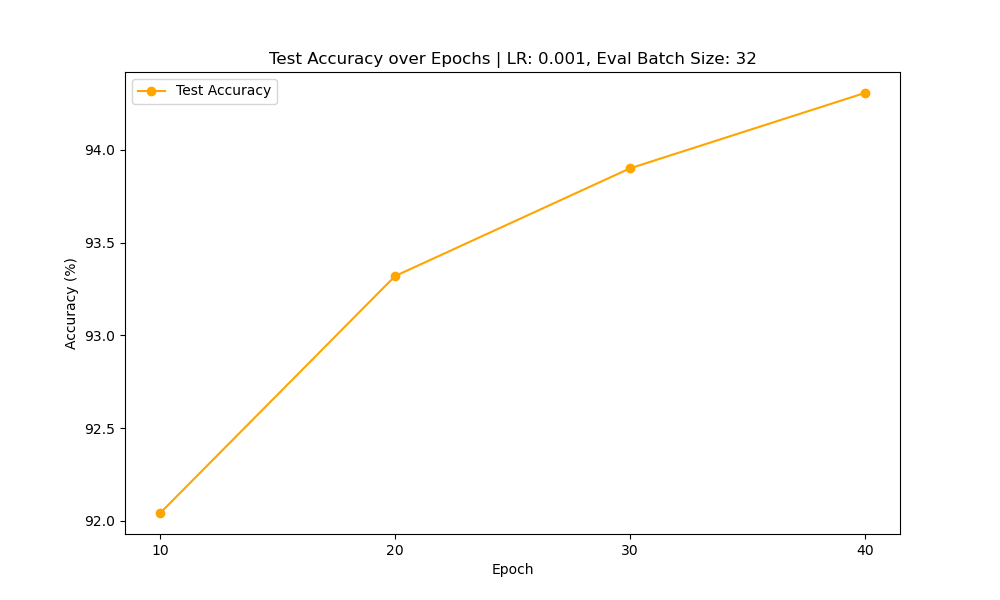 Test Accuracy over Epochs | LR: 0.001, Eval Batch Size: 32
Test Accuracy
94.0
93.5
93.0
92.5
92.0
Accuracy (%)
10 20 30 40
Epoch